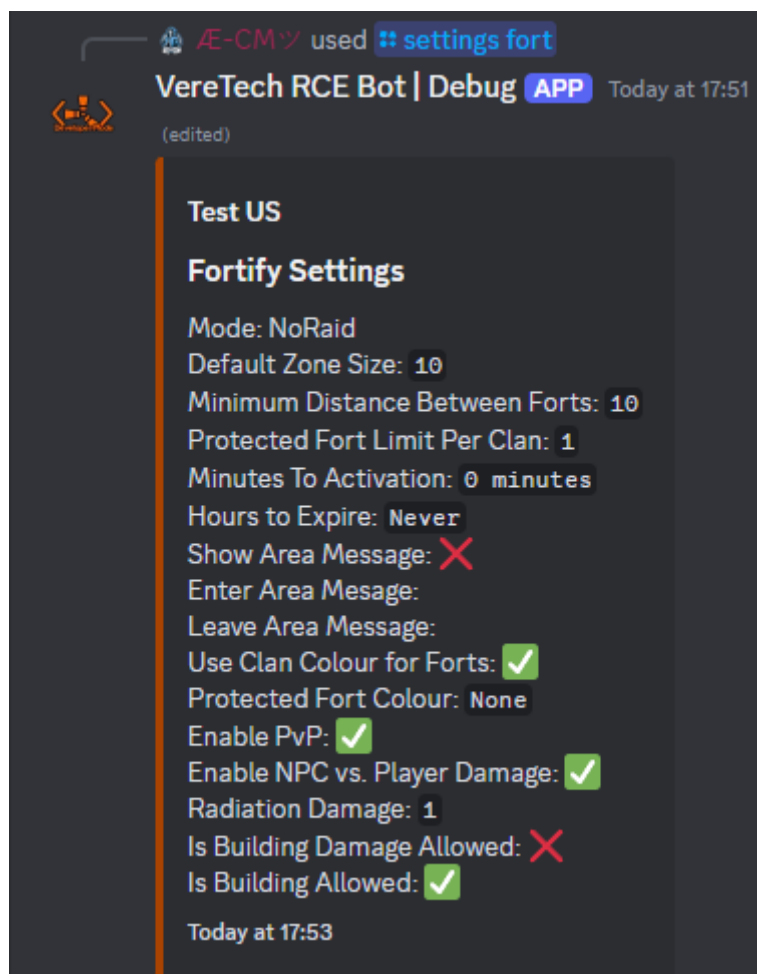 Æ-CMツ used settings fort
VereTech RCE Bot | Debug APP Today at 17:51
(edited)
Test US
Fortify Settings
Mode: NoRaid
Default Zone Size: 10
Minimum Distance Between Forts: 10
Protected Fort Limit Per Clan: 1
Minutes To Activation: 0 minutes
Hours to Expire: Never
Show Area Message: ❌
Enter Area Mesage:
Leave Area Message:
Use Clan Colour for Forts: ✅
Protected Fort Colour: None
Enable PvP: ✅
Enable NPC vs. Player Damage: ✅
Radiation Damage: 1
Is Building Damage Allowed: ❌
Is Building Allowed: ✅
Today at 17:53